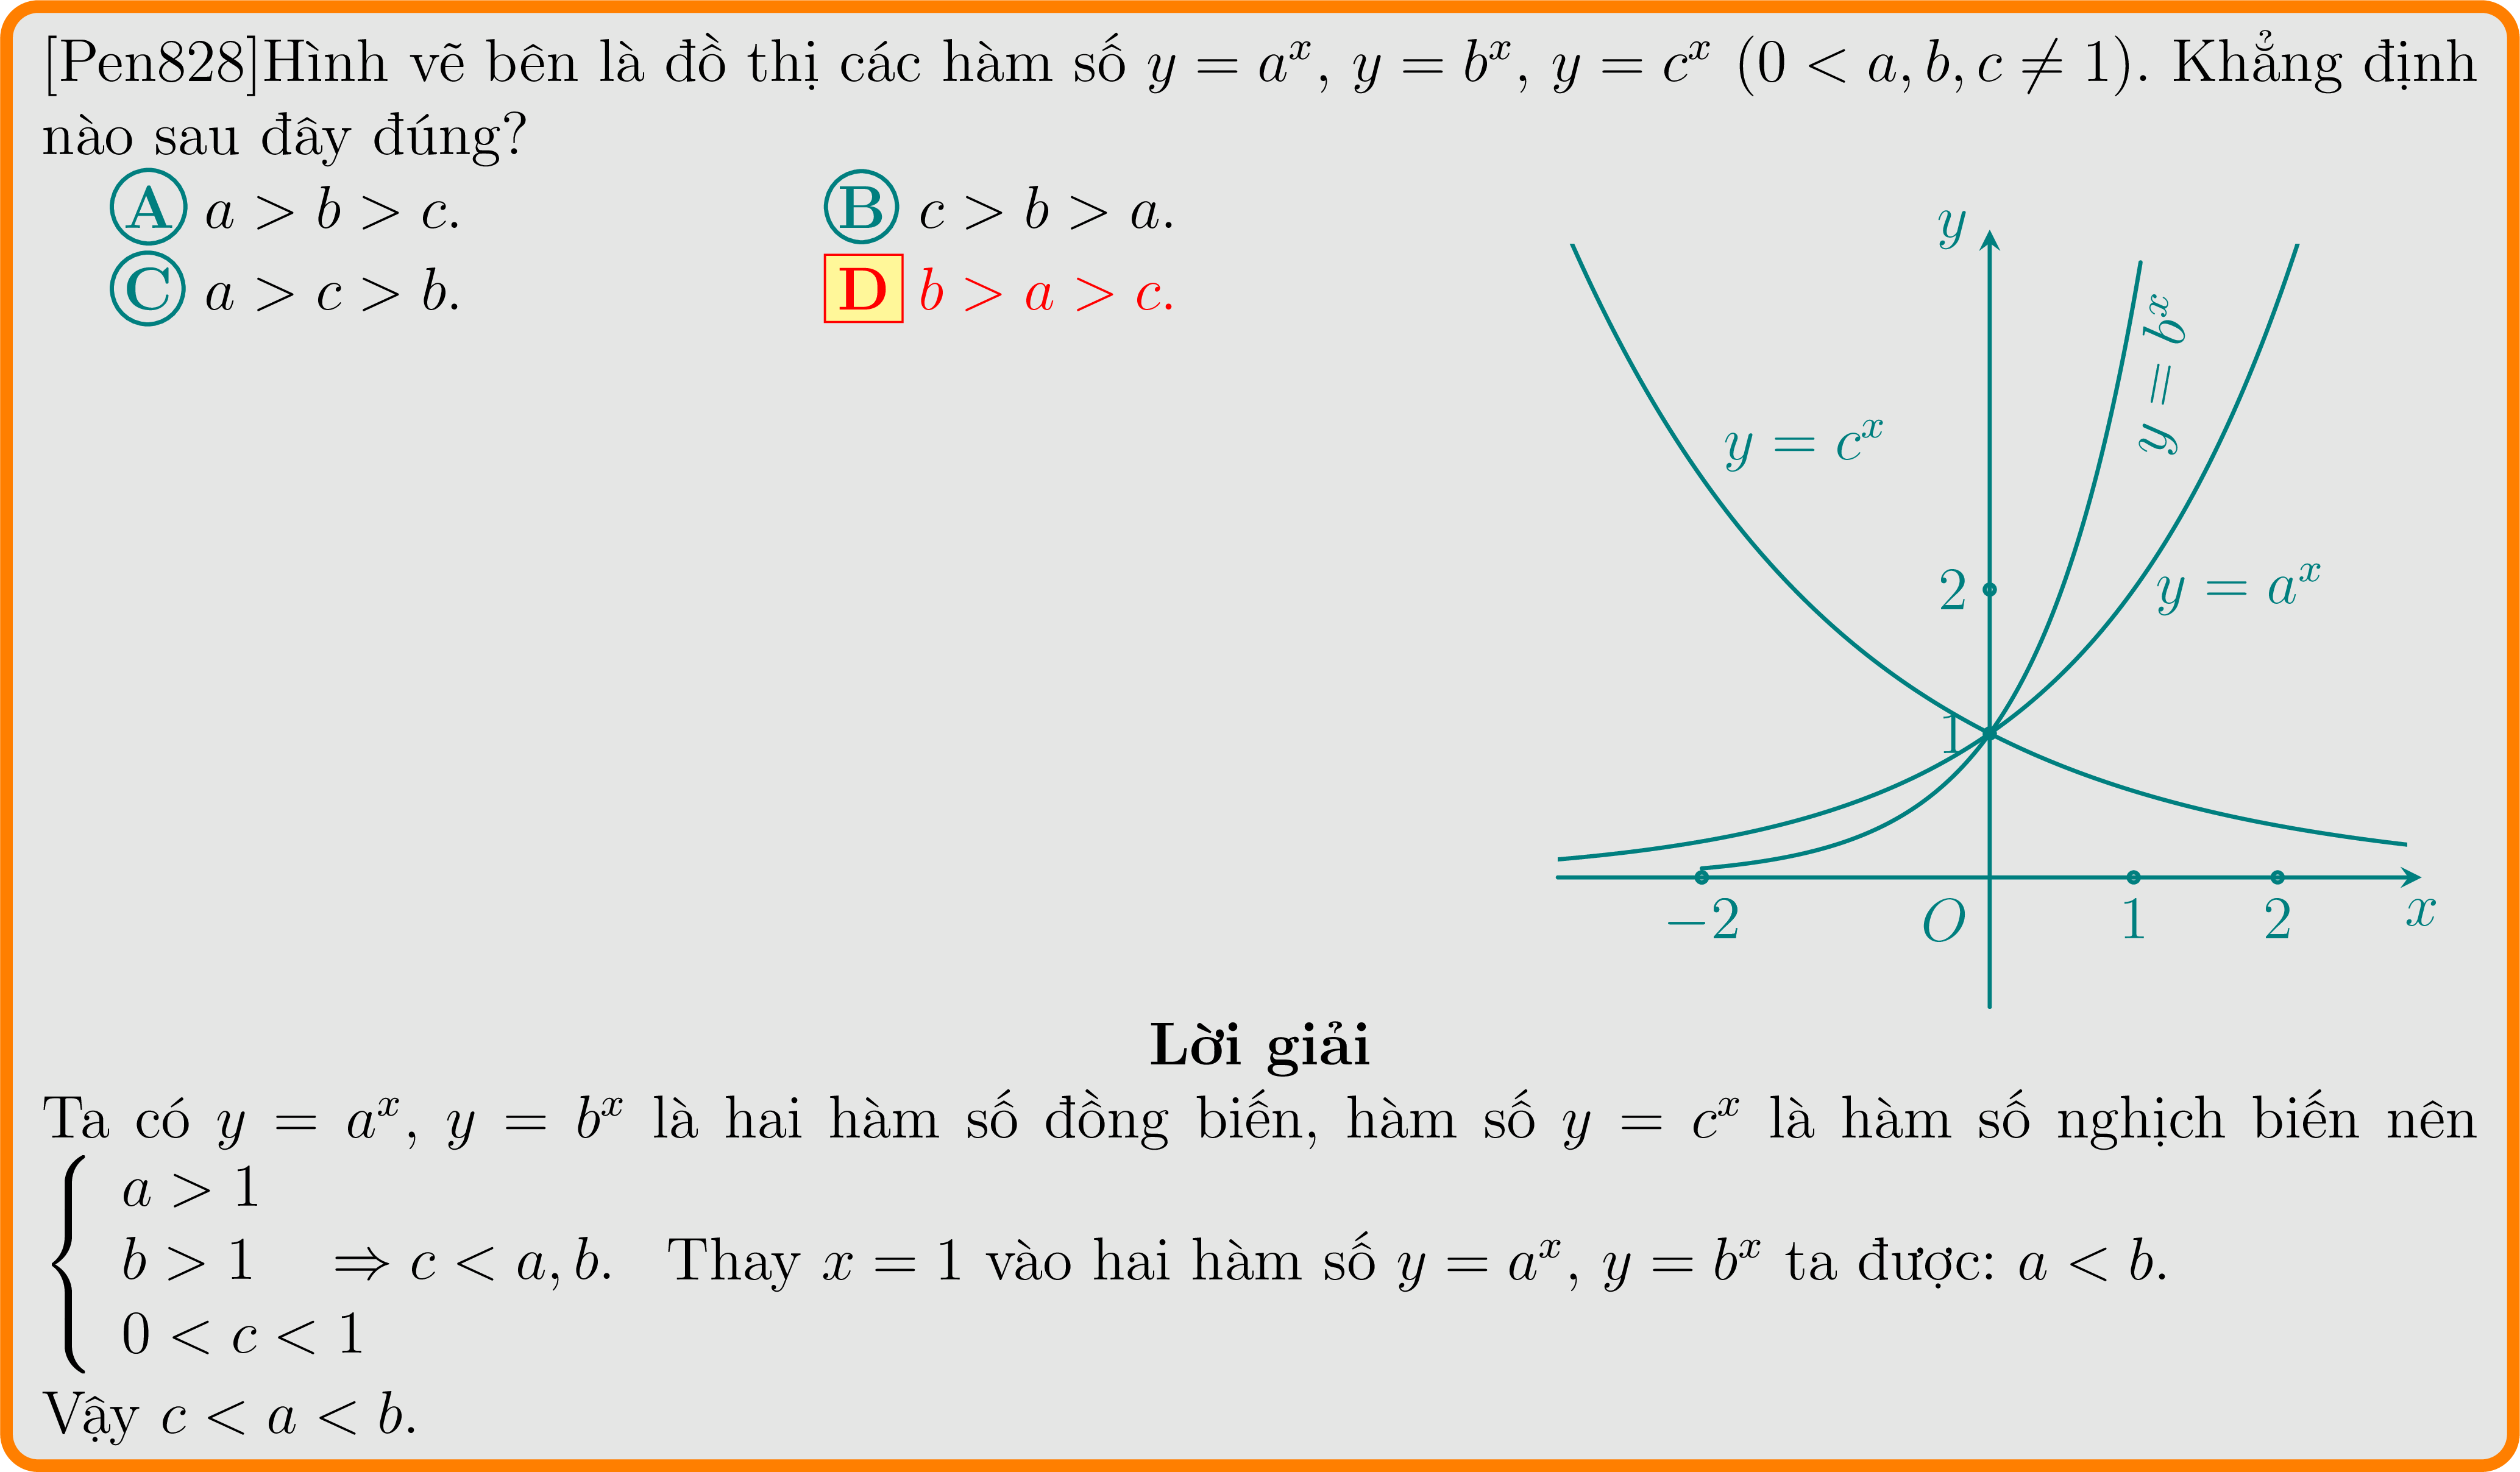 [Pen828]Hình vẽ bên là đồ thị các hàm số y = a^x, y = b^x, y = c^x (0 < a, b, c ≠ 1). Khẳng định
nào sau đây đúng?
A a > b > c. B c > b > a.
C a > c > b. D b > a > c.
y
y = b^x
y = c^x
y = a^x
2
1
−2 O 1 2 x
Lời giải
Ta có y = a^x, y = b^x là hai hàm số đồng biến, hàm số y = c^x là hàm số nghịch biến nên
{ a > 1
b > 1 ⇒ c < a, b. Thay x = 1 vào hai hàm số y = a^x, y = b^x ta được: a < b.
0 < c < 1
Vậy c < a < b.